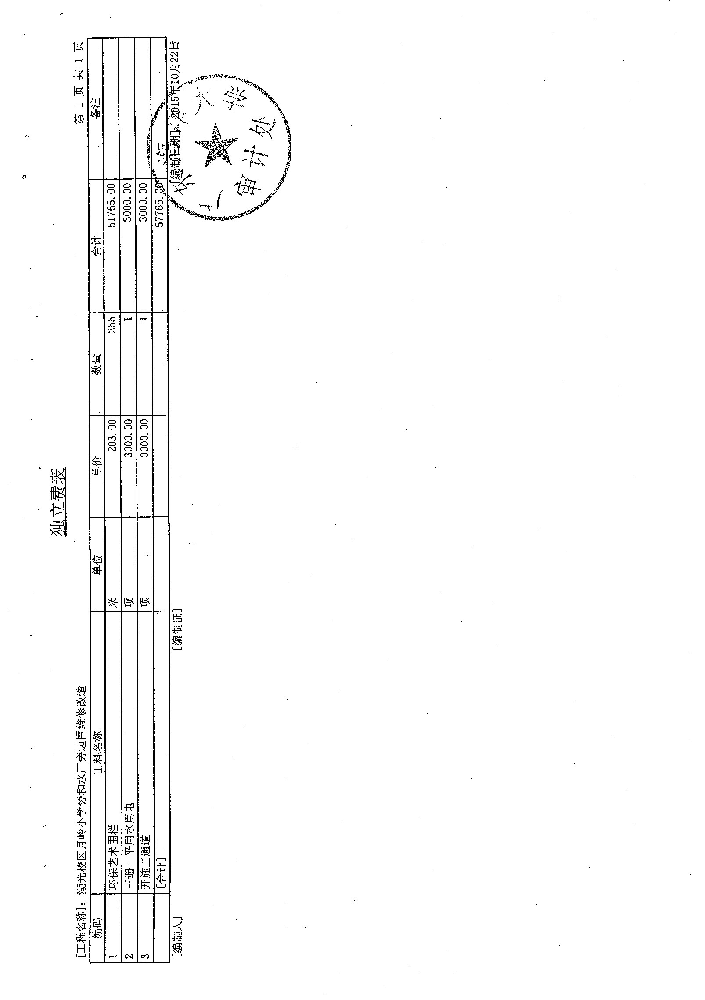 独立费表
[工程名称]：湖光校区月岭小学旁和水厂旁边围维修改造 第 1 页 共 1 页
编码 工料名称 单位 单价 数量 合计 备注
1 环保艺术围栏 米 203.00 255 51765.00
2 三通一平用水用电 项 3000.00 1 3000.00
3 开施工通道 项 3000.00 1 3000.00
[合计] 57765.00
[编制人] [编制证] [编制日期]：2015年10月22日
海洋大
审计处